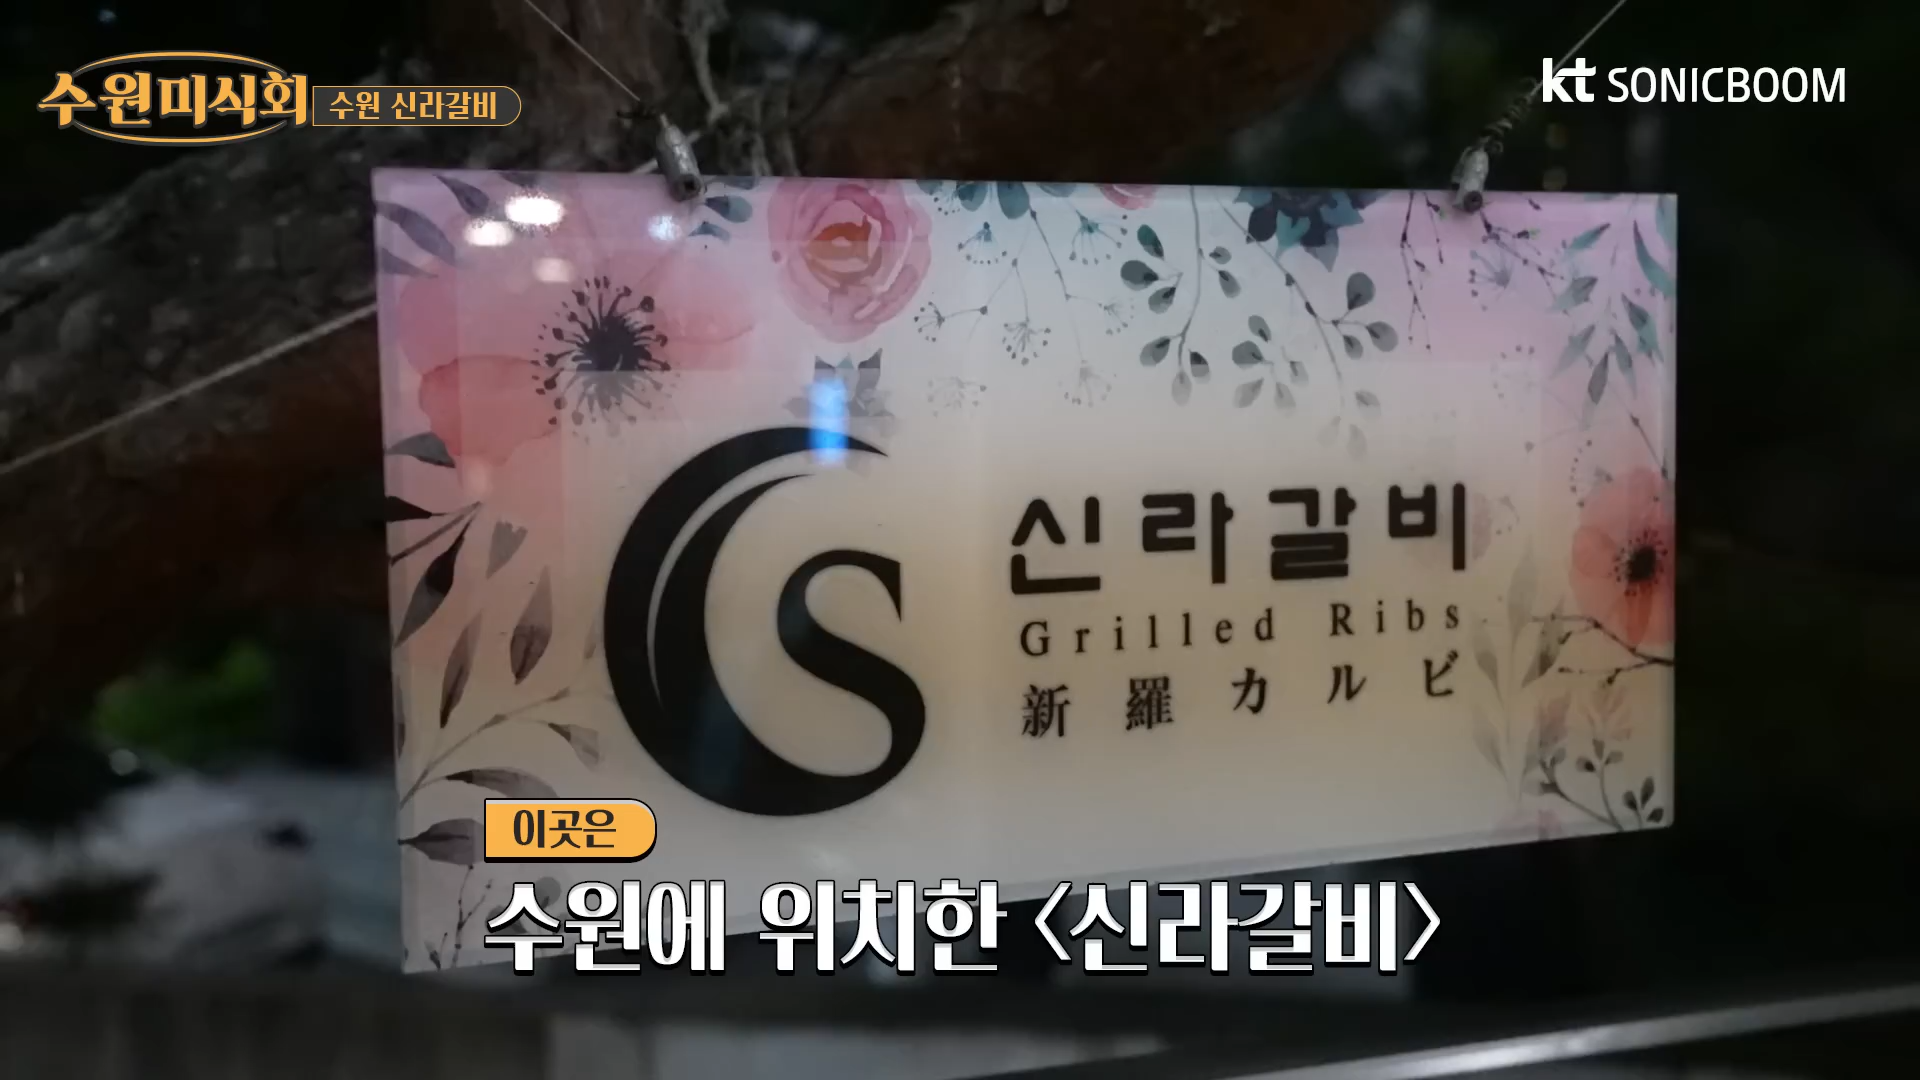 수원미식회
수원 신라갈비
kt SONICBOOM
S
신라갈비
Grilled Ribs
新羅カルビ
이곳은
수원에 위치한 <신라갈비>